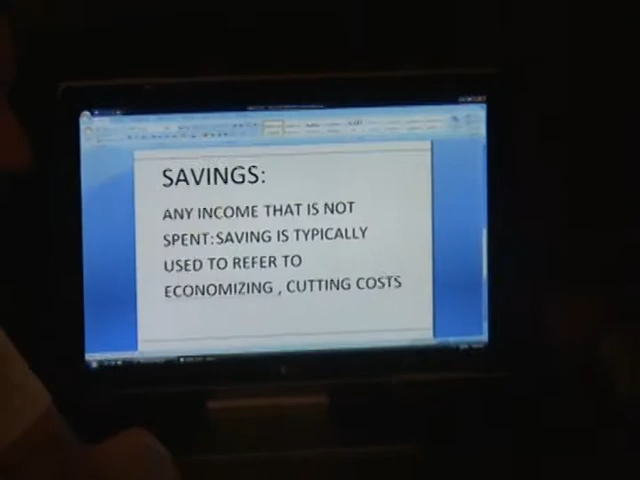 SAVINGS:
ANY INCOME THAT IS NOT
SPENT:SAVING IS TYPICALLY
USED TO REFER TO
ECONOMIZING , CUTTING COSTS